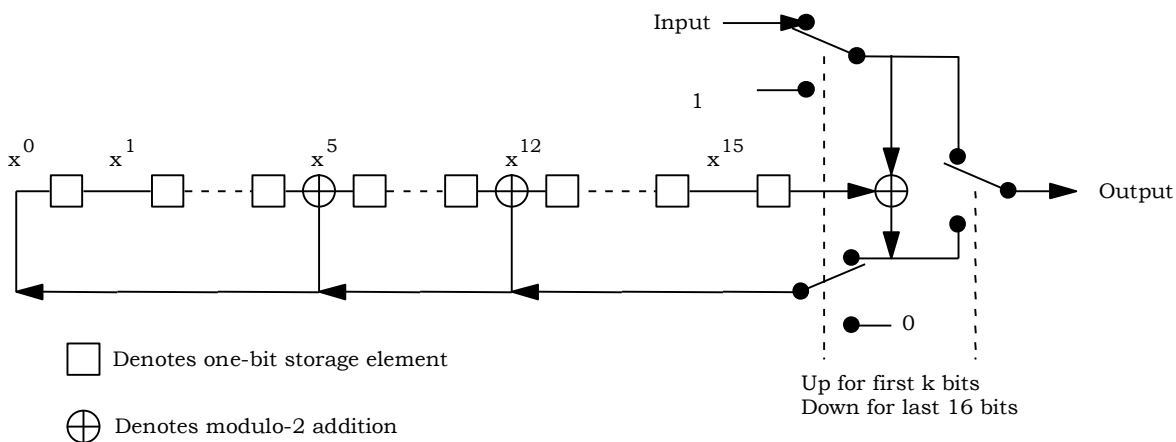 Input
1
x^0 x^1 x^5 x^12 x^15
Output
0
Denotes one-bit storage element
Up for first k bits
Down for last 16 bits
Denotes modulo-2 addition